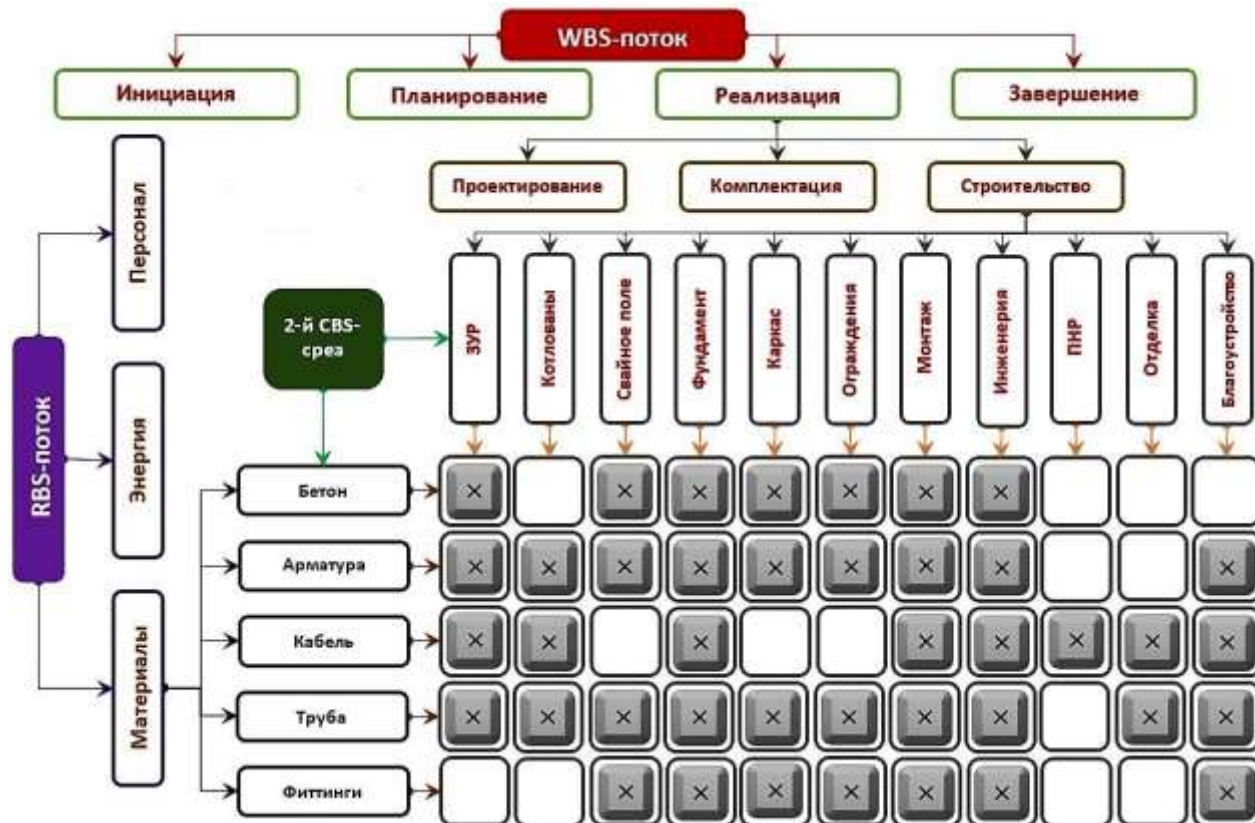 WBS-поток
Инициация
Планирование
Реализация
Завершение
Проектирование
Комплектация
Строительство
RBS-поток
Персонал
Энергия
Материалы
2-й CBS-
среа
ЗУР
Котлованы
Свайное поле
Фундамент
Каркас
Ограждения
Монтаж
Инженерия
ПНР
Отделка
Благоустройство
Бетон
× × × × × × ×
Арматура
× × × × × × × × ×
Кабель
× × × × × × × ×
Труба
× × × × × × × × × ×
Фиттинги
× × × × × × ×